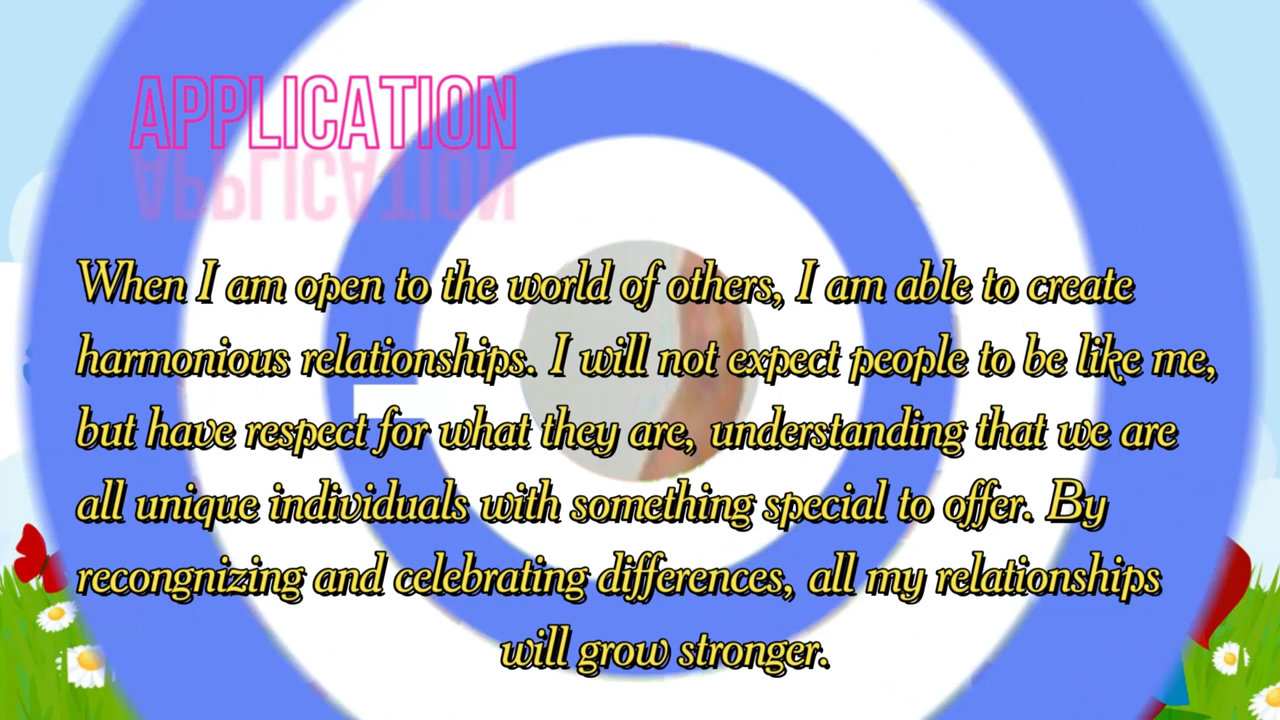 APPLICATION
When I am open to the world of others, I am able to create
harmonious relationships. I will not expect people to be like me,
but have respect for what they are, understanding that we are
all unique individuals with something special to offer. By
recongnizing and celebrating differences, all my relationships
will grow stronger.